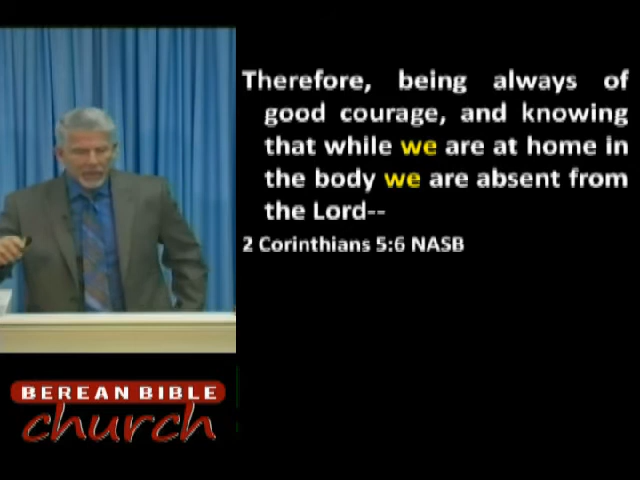 Therefore, being always of
good courage, and knowing
that while we are at home in
the body we are absent from
the Lord--
2 Corinthians 5:6 NASB
BEREAN BIBLE
church